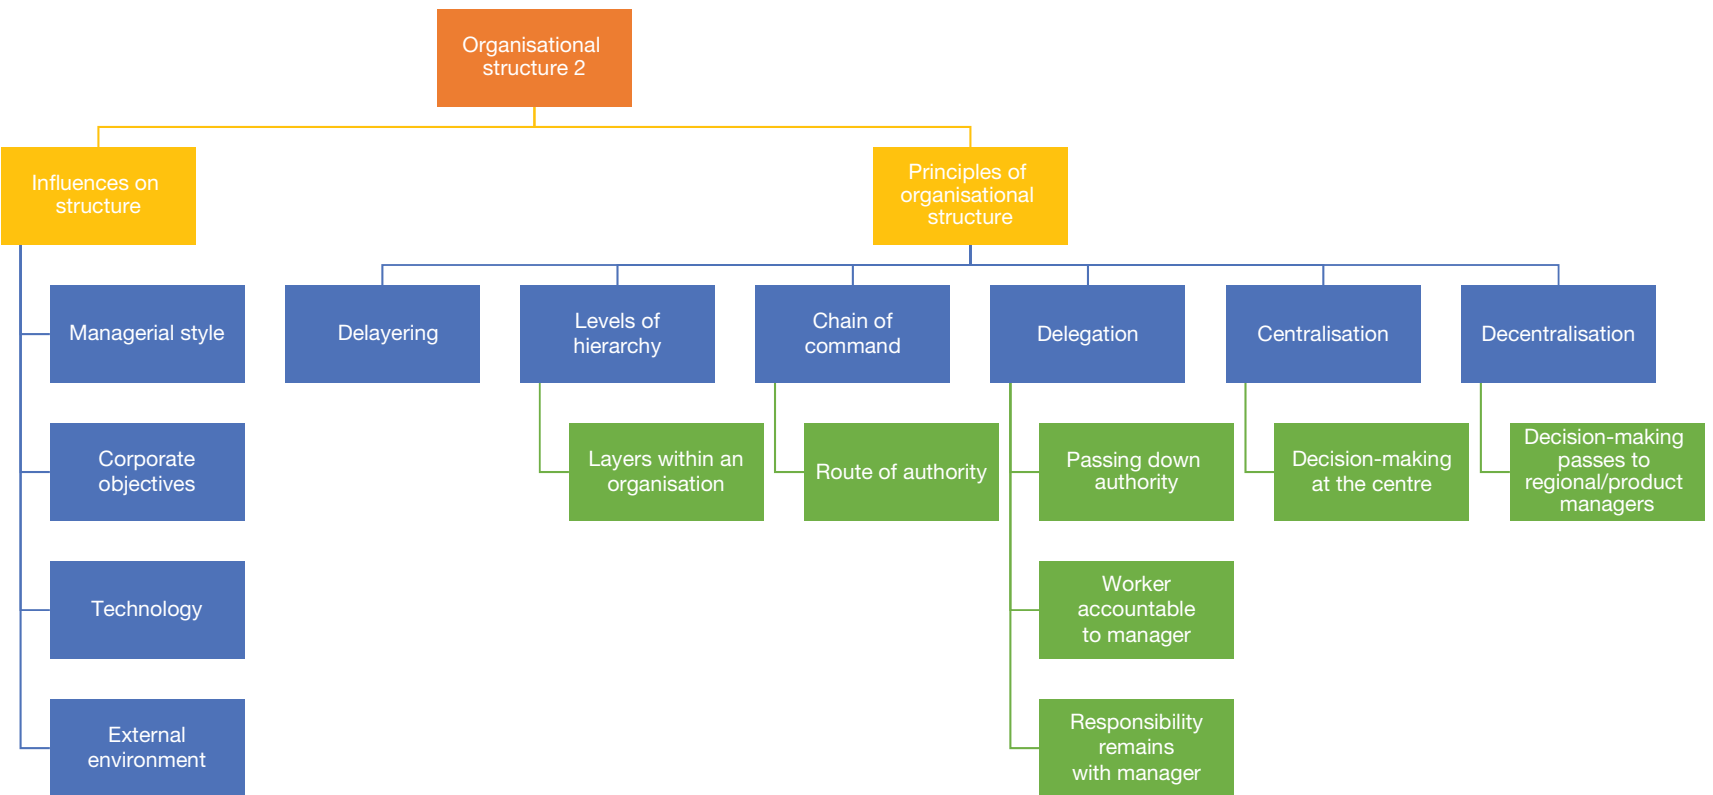 Organisational
structure 2
Influences on
structure
Principles of
organisational
structure
Managerial style
Delayering
Levels of
hierarchy
Chain of
command
Delegation
Centralisation
Decentralisation
Corporate
objectives
Layers within an
organisation
Route of authority
Passing down
authority
Decision-making
at the centre
Decision-making
passes to
regional/product
managers
Technology
Worker
accountable
to manager
External
environment
Responsibility
remains
with manager